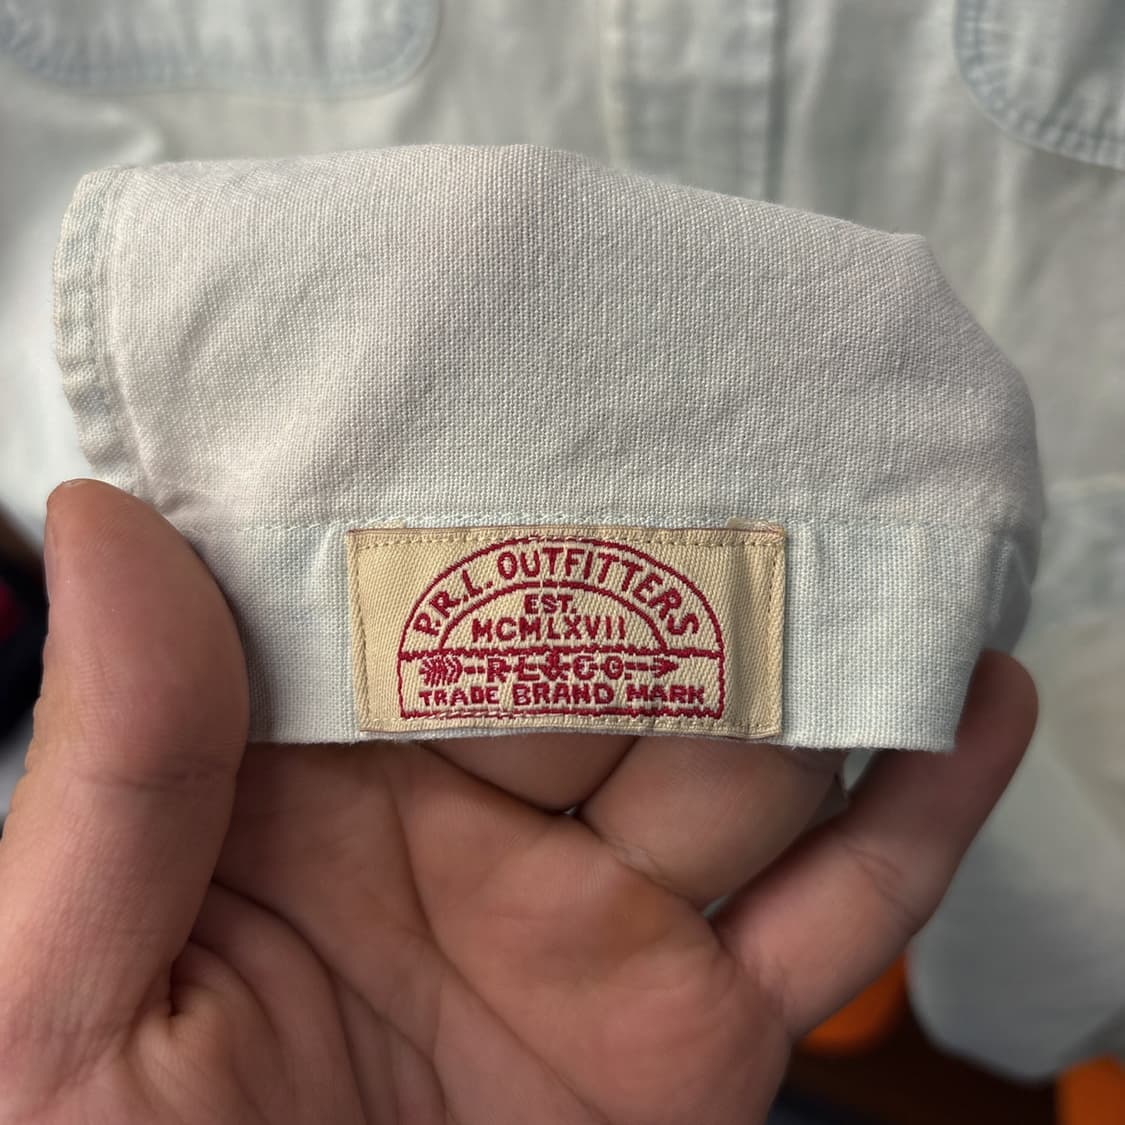 P.R.L. OUTFITTERS
EST.
MCMLXVII
RL&CO.
TRADE BRAND MARK